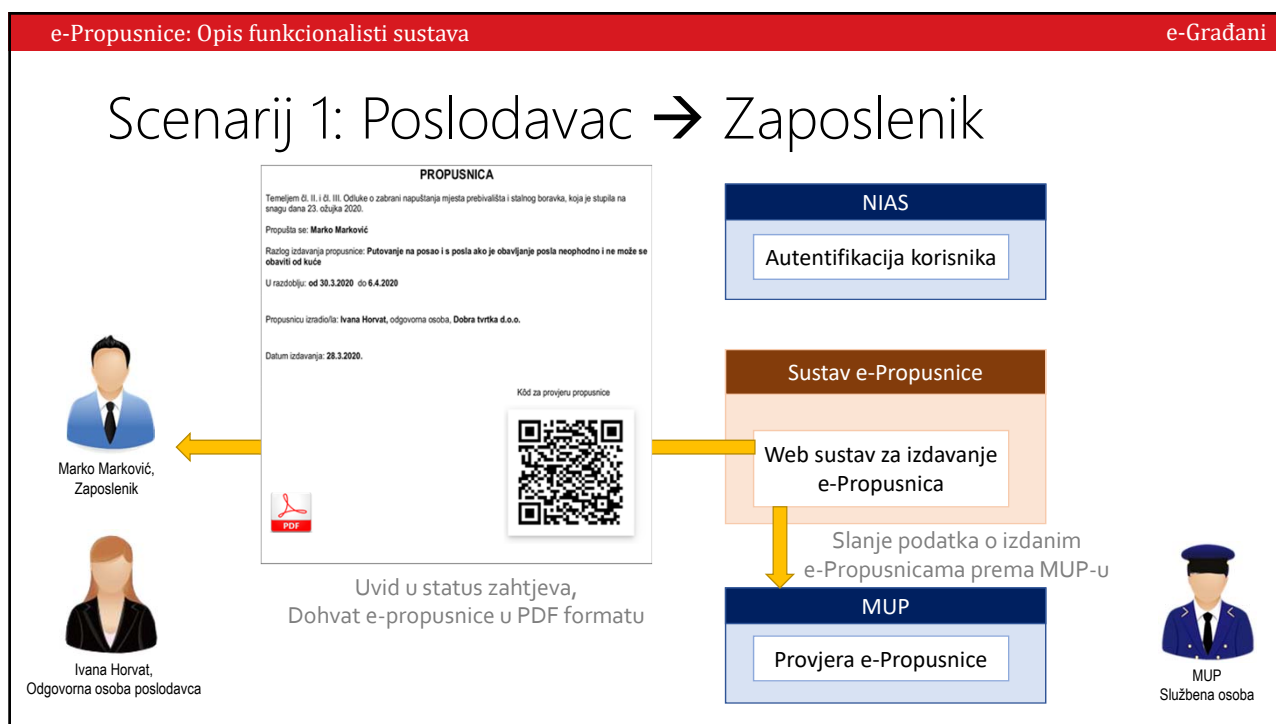 e-Propusnice: Opis funkcionalisti sustava
e-Građani
Scenarij 1: Poslodavac → Zaposlenik
PROPUSNICA
Temeljem čl. II. i čl. III. Odluke o zabrani napuštanja mjesta prebivališta i stalnog boravka, koja je stupila na
snagu dana 23. ožujka 2020.
Propušta se: Marko Marković
Razlog izdavanja propusnice: Putovanje na posao i s posla ako je obavljanje posla neophodno i ne može se
obaviti od kuće
U razdoblju: od 30.3.2020 do 6.4.2020
Propusnicu izradio/la: Ivana Horvat, odgovorna osoba, Dobra tvrtka d.o.o.
Datum izdavanja: 28.3.2020.
Kôd za provjeru propusnice
PDF
Uvid u status zahtjeva,
Dohvat e-propusnice u PDF formatu
Marko Marković,
Zaposlenik
Ivana Horvat,
Odgovorna osoba poslodavca
NIAS
Autentifikacija korisnika
Sustav e-Propusnice
Web sustav za izdavanje
e-Propusnica
Slanje podatka o izdanim
e-Propusnicama prema MUP-u
MUP
Provjera e-Propusnice
MUP
Službena osoba